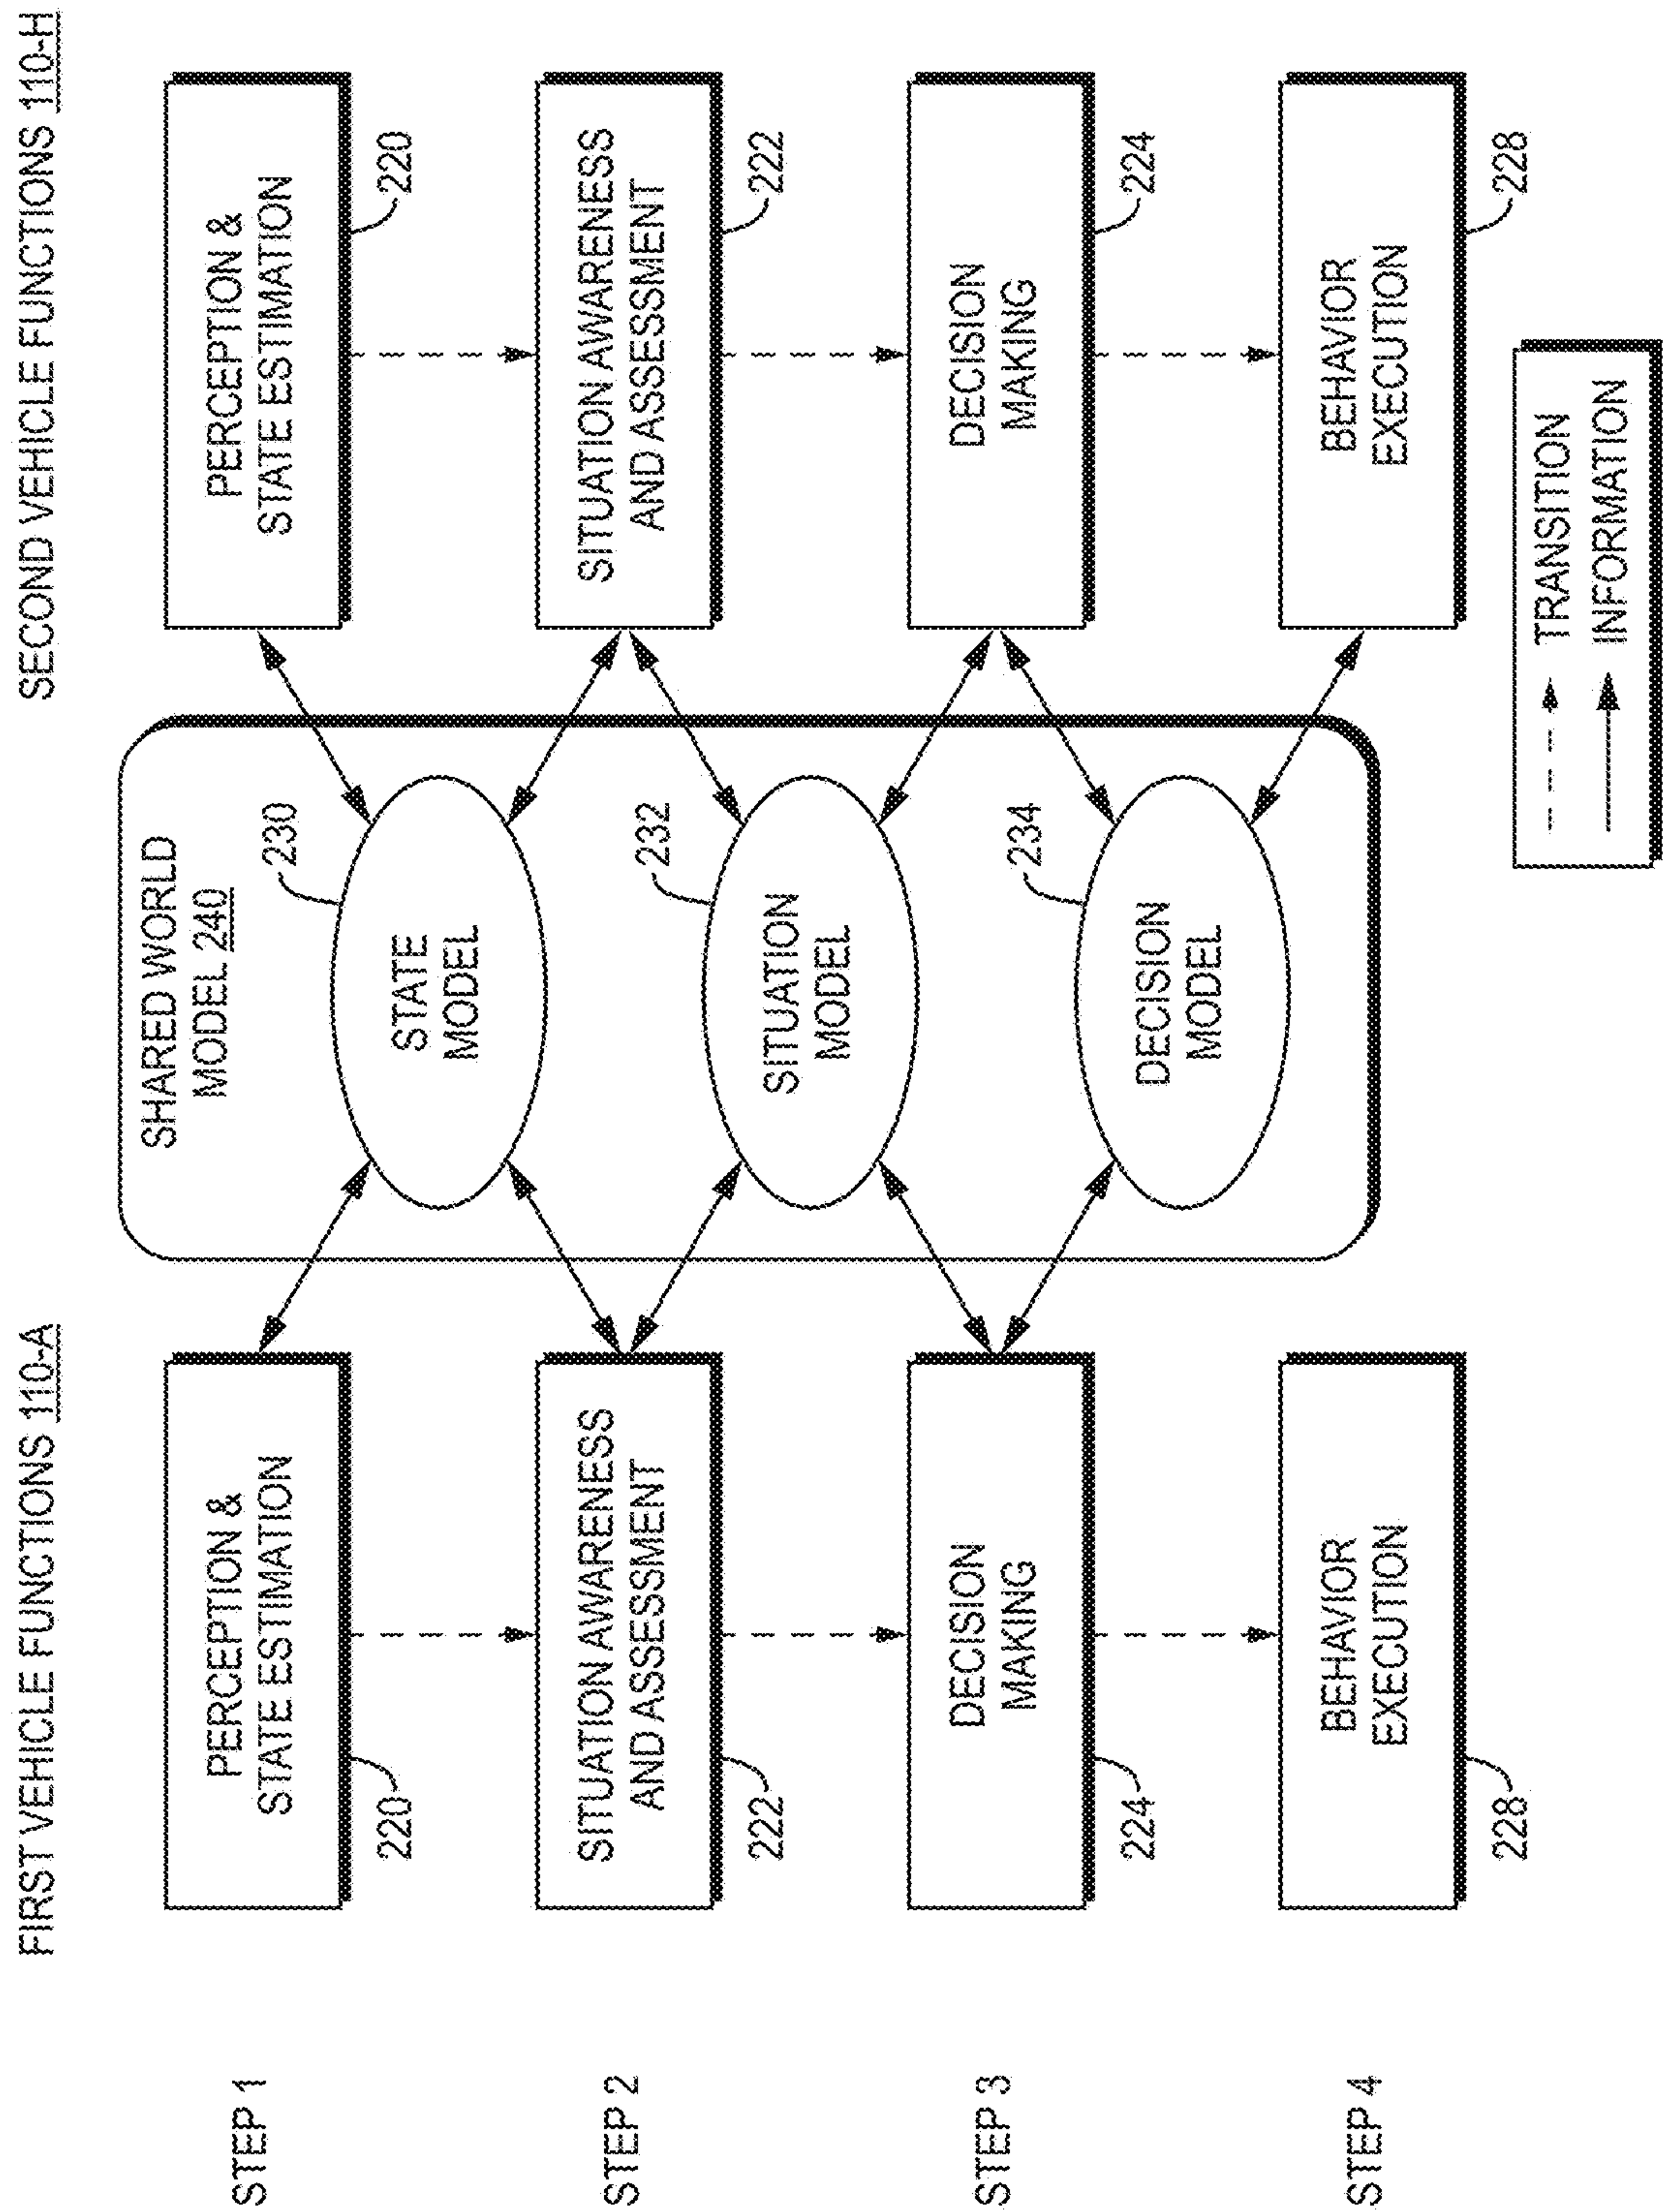 FIRST VEHICLE FUNCTIONS 110-A
SECOND VEHICLE FUNCTIONS 110-H
SHARED WORLD
MODEL 240
STEP 1
PERCEPTION &
STATE ESTIMATION
220
STATE
MODEL
230
PERCEPTION &
STATE ESTIMATION
220
STEP 2
SITUATION AWARENESS
AND ASSESSMENT
222
SITUATION
MODEL
232
SITUATION AWARENESS
AND ASSESSMENT
222
STEP 3
DECISION
MAKING
224
DECISION
MODEL
234
DECISION
MAKING
224
STEP 4
BEHAVIOR
EXECUTION
228
BEHAVIOR
EXECUTION
228
TRANSITION
INFORMATION